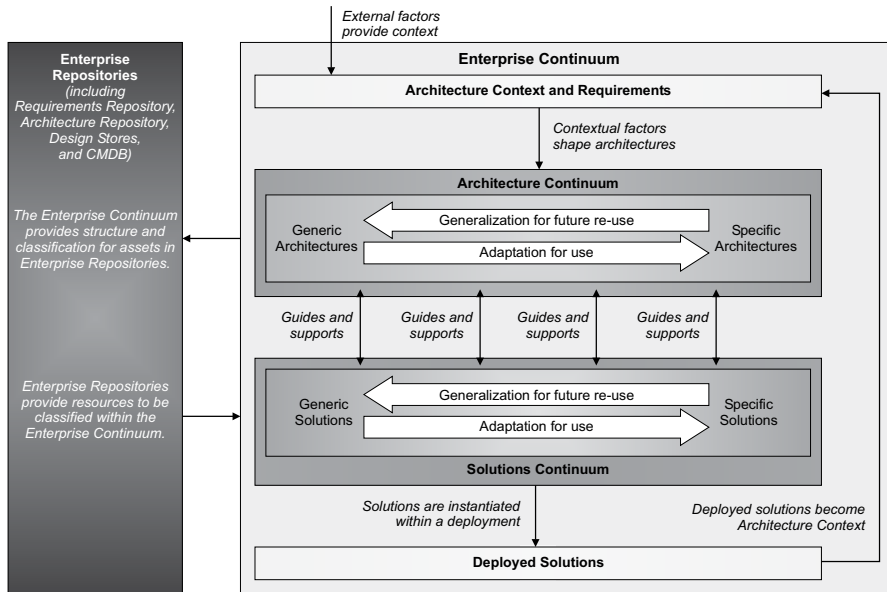 External factors
provide context
Enterprise
Repositories
(including
Requirements Repository,
Architecture Repository,
Design Stores,
and CMDB)
The Enterprise Continuum
provides structure and
classification for assets in
Enterprise Repositories.
Enterprise Repositories
provide resources to be
classified within the
Enterprise Continuum.
Enterprise Continuum
Architecture Context and Requirements
Contextual factors
shape architectures
Architecture Continuum
Generic
Architectures
Generalization for future re-use
Adaptation for use
Specific
Architectures
Guides and
supports
Guides and
supports
Guides and
supports
Guides and
supports
Generic
Solutions
Generalization for future re-use
Adaptation for use
Specific
Solutions
Solutions Continuum
Solutions are instantiated
within a deployment
Deployed solutions become
Architecture Context
Deployed Solutions